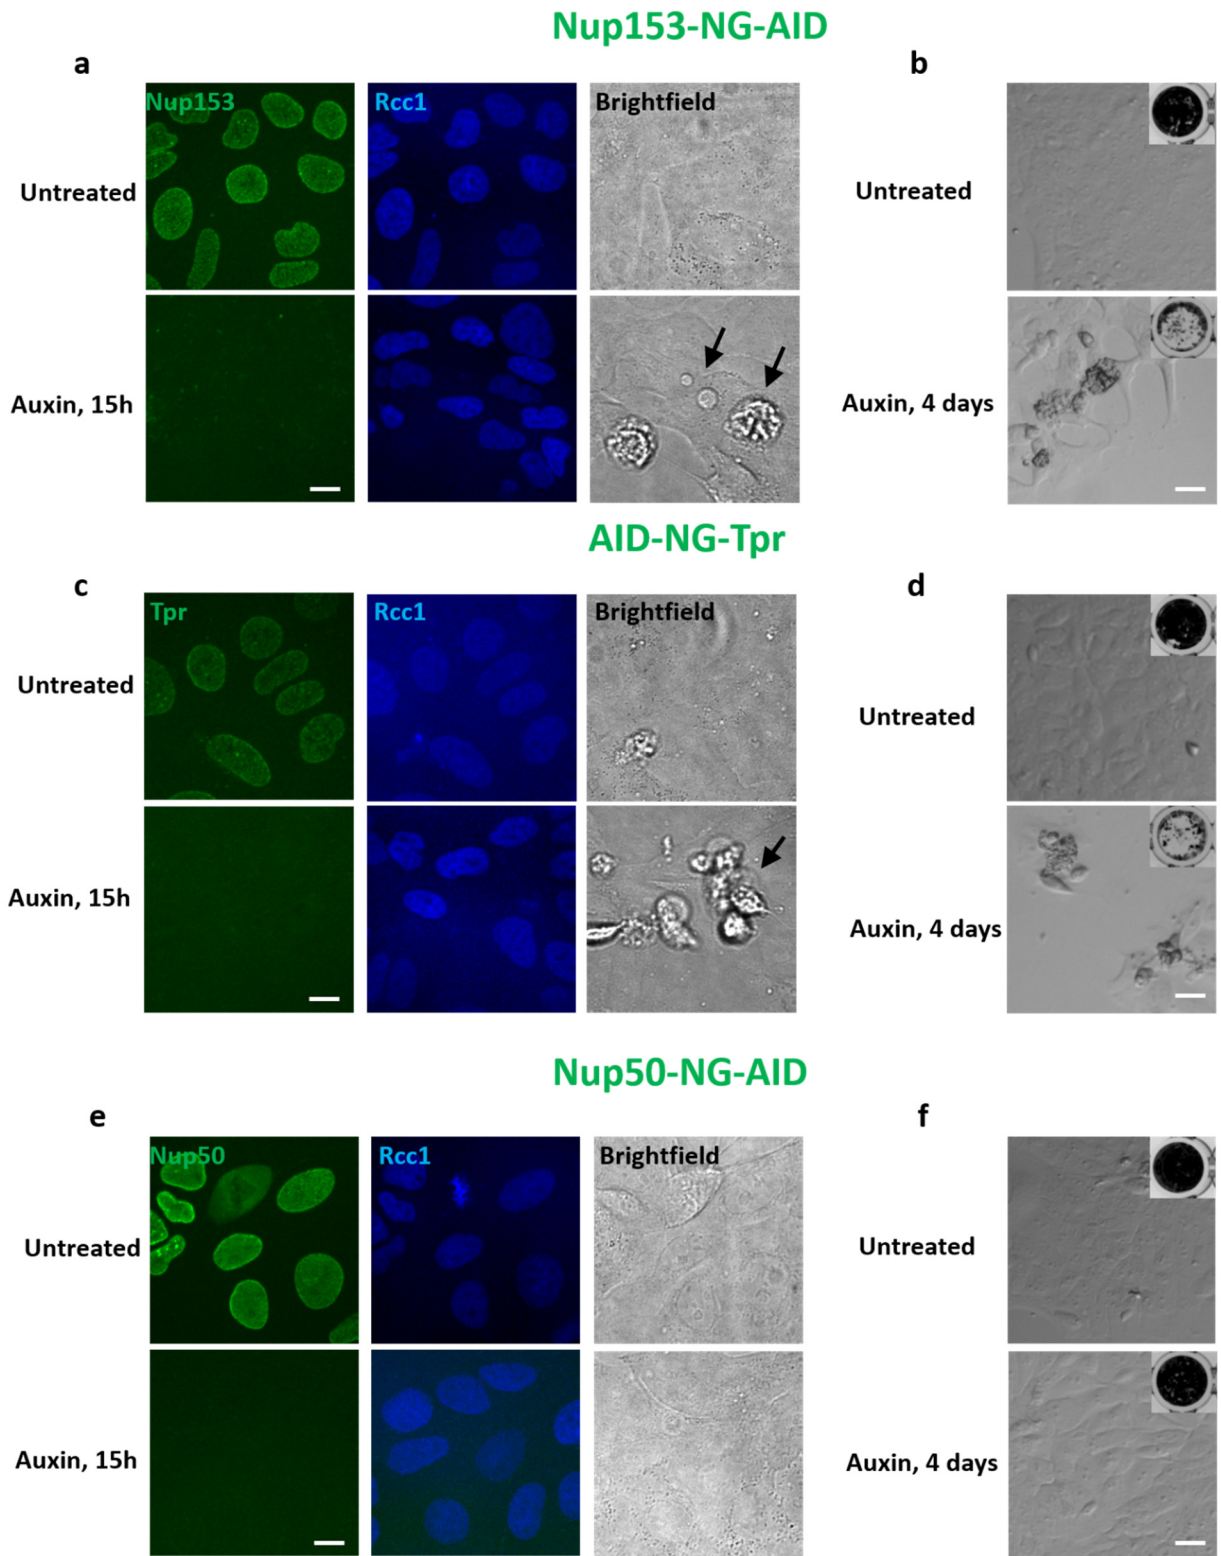 Nup153-NG-AID
a
b
Nup153
Rcc1
Brightfield
Untreated
Untreated
Auxin, 15h
Auxin, 4 days
AID-NG-Tpr
c
d
Tpr
Rcc1
Brightfield
Untreated
Untreated
Auxin, 15h
Auxin, 4 days
Nup50-NG-AID
e
f
Nup50
Rcc1
Brightfield
Untreated
Untreated
Auxin, 15h
Auxin, 4 days